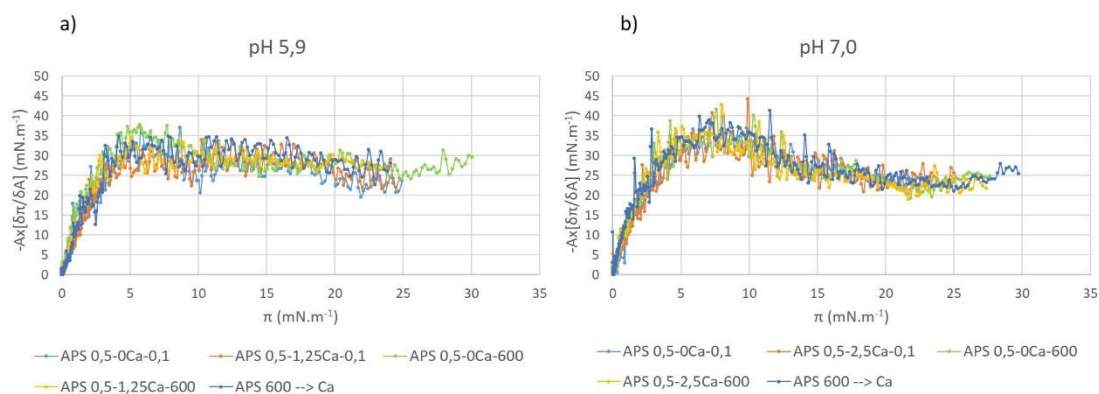 a)
pH 5,9
-Ax[δπ/δA] (mN.m⁻¹)
50
45
40
35
30
25
20
15
10
5
0
0 5 10 15 20 25 30 35
π (mN.m⁻¹)
APS 0,5-0Ca-0,1 APS 0,5-1,25Ca-0,1 APS 0,5-0Ca-600
APS 0,5-1,25Ca-600 APS 600 --> Ca
b)
pH 7,0
-Ax[δπ/δA] (mN.m⁻¹)
50
45
40
35
30
25
20
15
10
5
0
0 5 10 15 20 25 30 35
π (mN.m⁻¹)
APS 0,5-0Ca-0,1 APS 0,5-2,5Ca-0,1 APS 0,5-0Ca-600
APS 0,5-2,5Ca-600 APS 600 --> Ca